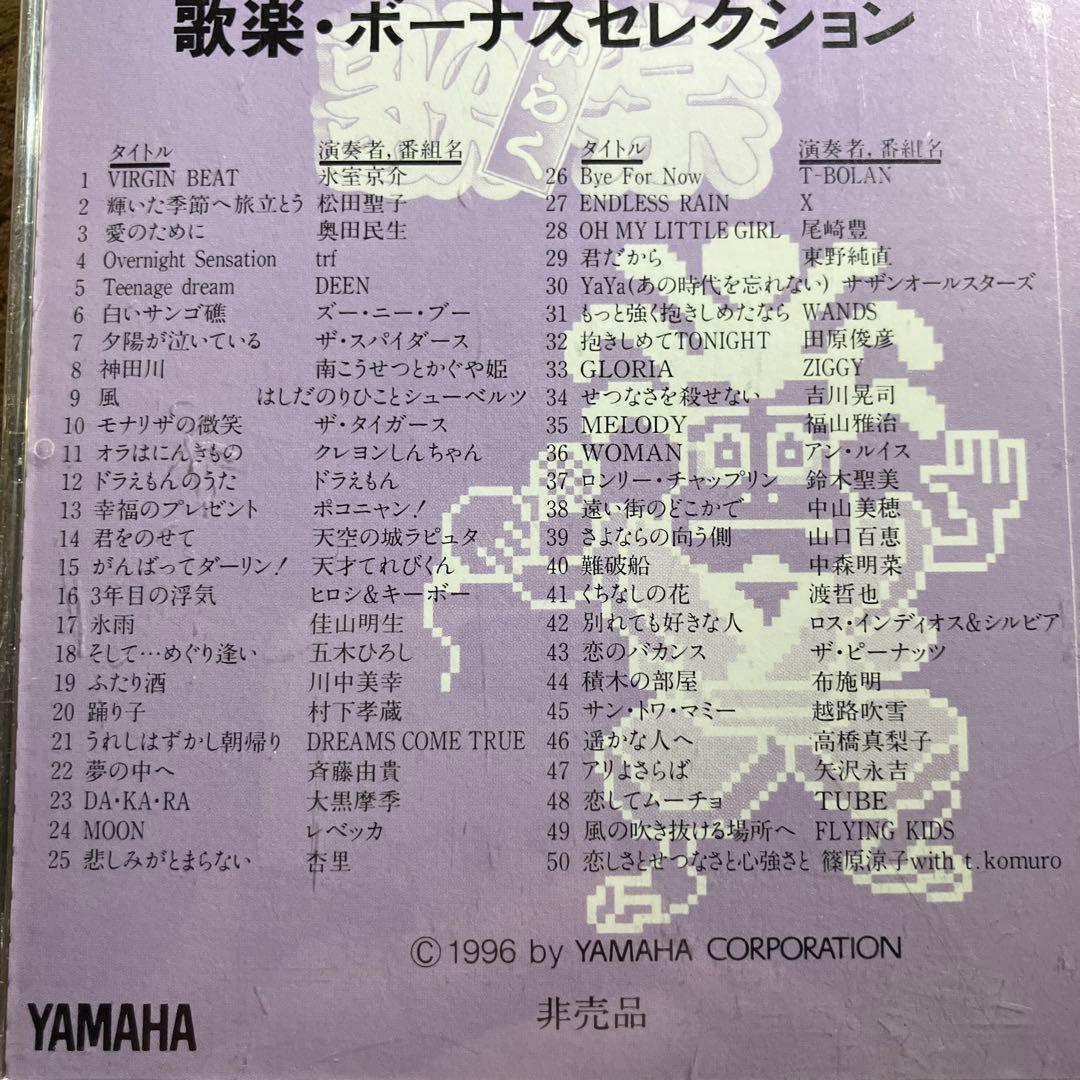 歌楽・ボーナスセレクション
歌楽
からく
タイトル 演奏者,番組名
1 VIRGIN BEAT 氷室京介
2 輝いた季節へ旅立とう 松田聖子
3 愛のために 奥田民生
4 Overnight Sensation trf
5 Teenage dream DEEN
6 白いサンゴ礁 ズー・ニー・ブー
7 夕陽が泣いている ザ・スパイダース
8 神田川 南こうせつとかぐや姫
9 風 はしだのりひことシューベルツ
10 モナリザの微笑 ザ・タイガース
11 オラはにんきもの クレヨンしんちゃん
12 ドラえもんのうた ドラえもん
13 幸福のプレゼント ポコニャン!
14 君をのせて 天空の城ラピュタ
15 がんばってダーリン! 天才てれびくん
16 3年目の浮気 ヒロシ&キーボー
17 氷雨 佳山明生
18 そして…めぐり逢い 五木ひろし
19 ふたり酒 川中美幸
20 踊り子 村下孝蔵
21 うれしはずかし朝帰り DREAMS COME TRUE
22 夢の中へ 斉藤由貴
23 DA・KA・RA 大黒摩季
24 MOON レベッカ
25 悲しみがとまらない 杏里
タイトル 演奏者,番組名
26 Bye For Now T-BOLAN
27 ENDLESS RAIN X
28 OH MY LITTLE GIRL 尾崎豊
29 君だから 東野純直
30 YaYa(あの時代を忘れない) サザンオールスターズ
31 もっと強く抱きしめたなら WANDS
32 抱きしめてTONIGHT 田原俊彦
33 GLORIA ZIGGY
34 せつなさを殺せない 吉川晃司
35 MELODY 福山雅治
36 WOMAN アン・ルイス
37 ロンリー・チャップリン 鈴木聖美
38 遠い街のどこかで 中山美穂
39 さよならの向う側 山口百恵
40 難破船 中森明菜
41 くちなしの花 渡哲也
42 別れても好きな人 ロス・インディオス&シルビア
43 恋のバカンス ザ・ピーナッツ
44 積木の部屋 布施明
45 サン・トワ・マミー 越路吹雪
46 遥かな人へ 高橋真梨子
47 アリよさらば 矢沢永吉
48 恋してムーチョ TUBE
49 風の吹き抜ける場所へ FLYING KIDS
50 恋しさとせつなさと心強さと 篠原涼子with t.komuro
©1996 by YAMAHA CORPORATION
非売品
YAMAHA